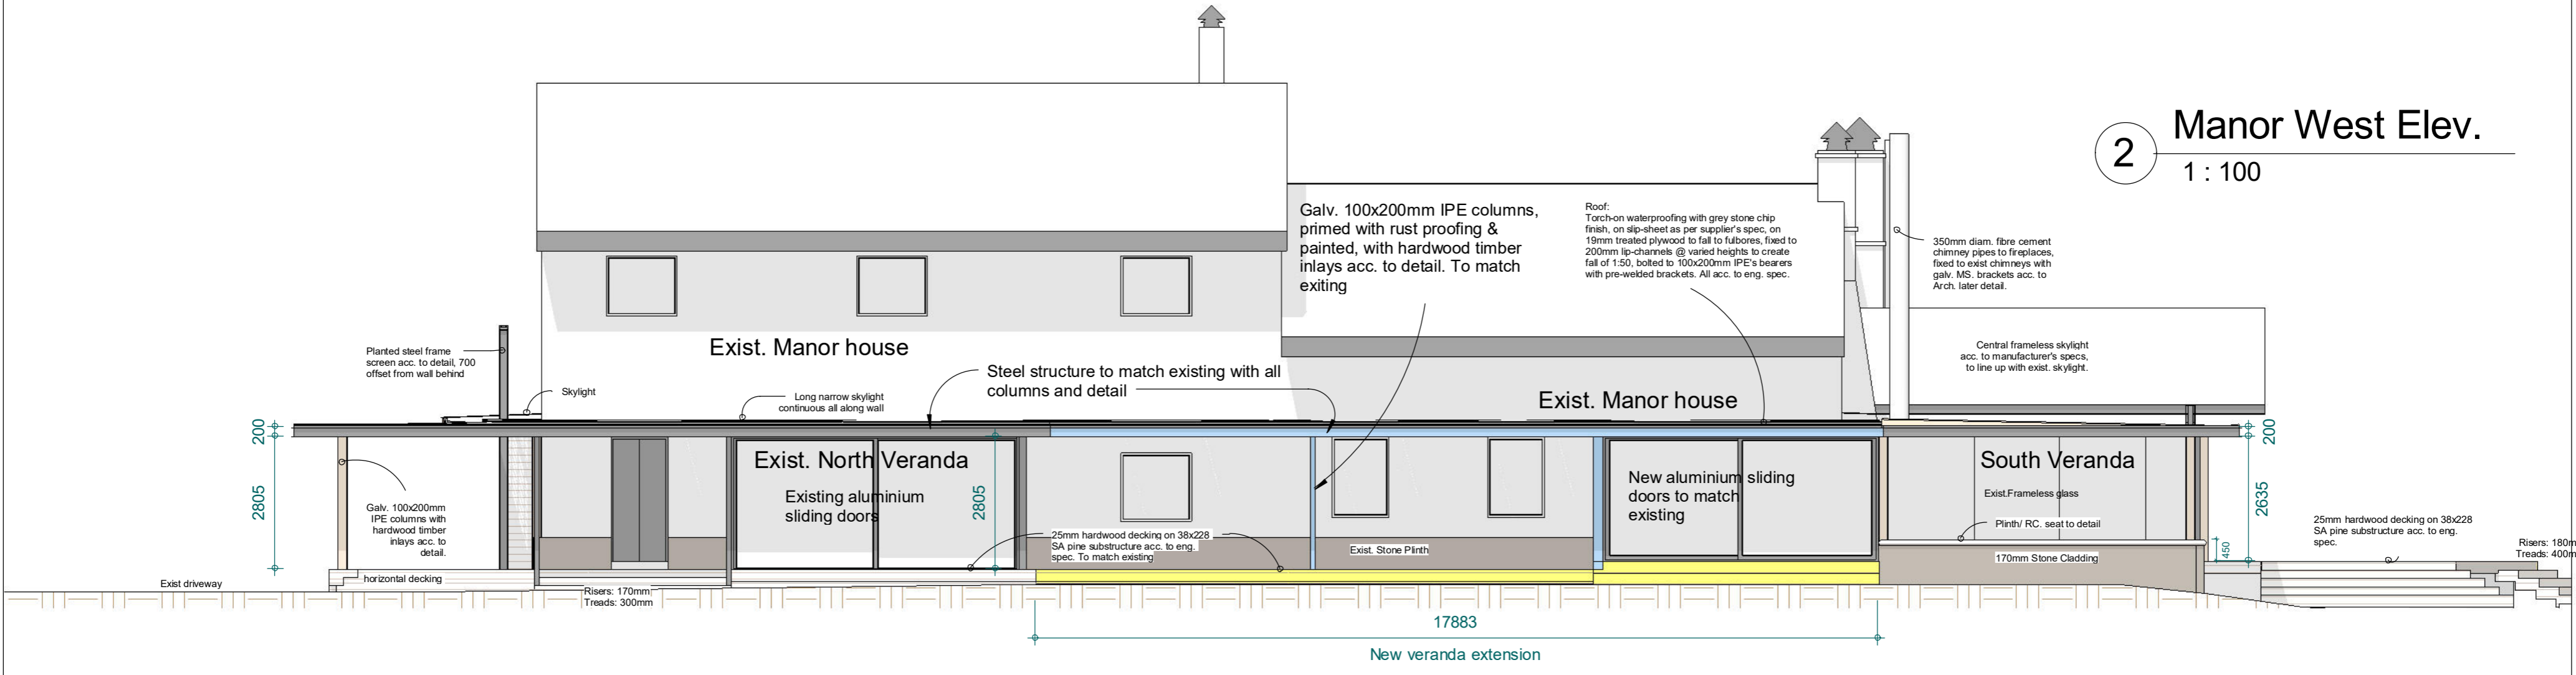 2
Manor West Elev.
1 : 100
Galv. 100x200mm IPE columns,
primed with rust proofing &
painted, with hardwood timber
inlays acc. to detail. To match
exiting
Roof:
Torch-on waterproofing with grey stone chip
finish, on slip-sheet as per supplier's spec, on
19mm treated plywood to fall to fulbores, fixed to
200mm lip-channels @ varied heights to create
fall of 1:50, bolted to 100x200mm IPE's bearers
with pre-welded brackets. All acc. to eng. spec.
350mm diam. fibre cement
chimney pipes to fireplaces,
fixed to exist chimneys with
galv. MS. brackets acc. to
Arch. later detail.
Planted steel frame
screen acc. to detail, 700
offset from wall behind
Exist. Manor house
Steel structure to match existing with all
columns and detail
Central frameless skylight
acc. to manufacturer's specs,
to line up with exist. skylight.
Skylight
Long narrow skylight
continuous all along wall
Exist. Manor house
200
2805
200
2635
Exist. North Veranda
Existing aluminium
sliding doors
2805
New aluminium sliding
doors to match
existing
South Veranda
Exist.Frameless glass
Galv. 100x200mm
IPE columns with
hardwood timber
inlays acc. to
detail.
25mm hardwood decking on 38x228
SA pine substructure acc. to eng.
spec. To match existing
Exist. Stone Plinth
Plinth/ RC. seat to detail
170mm Stone Cladding
450
25mm hardwood decking on 38x228
SA pine substructure acc. to eng.
spec.
Risers: 180m
Treads: 400m
Exist driveway
horizontal decking
Risers: 170mm
Treads: 300mm
17883
New veranda extension